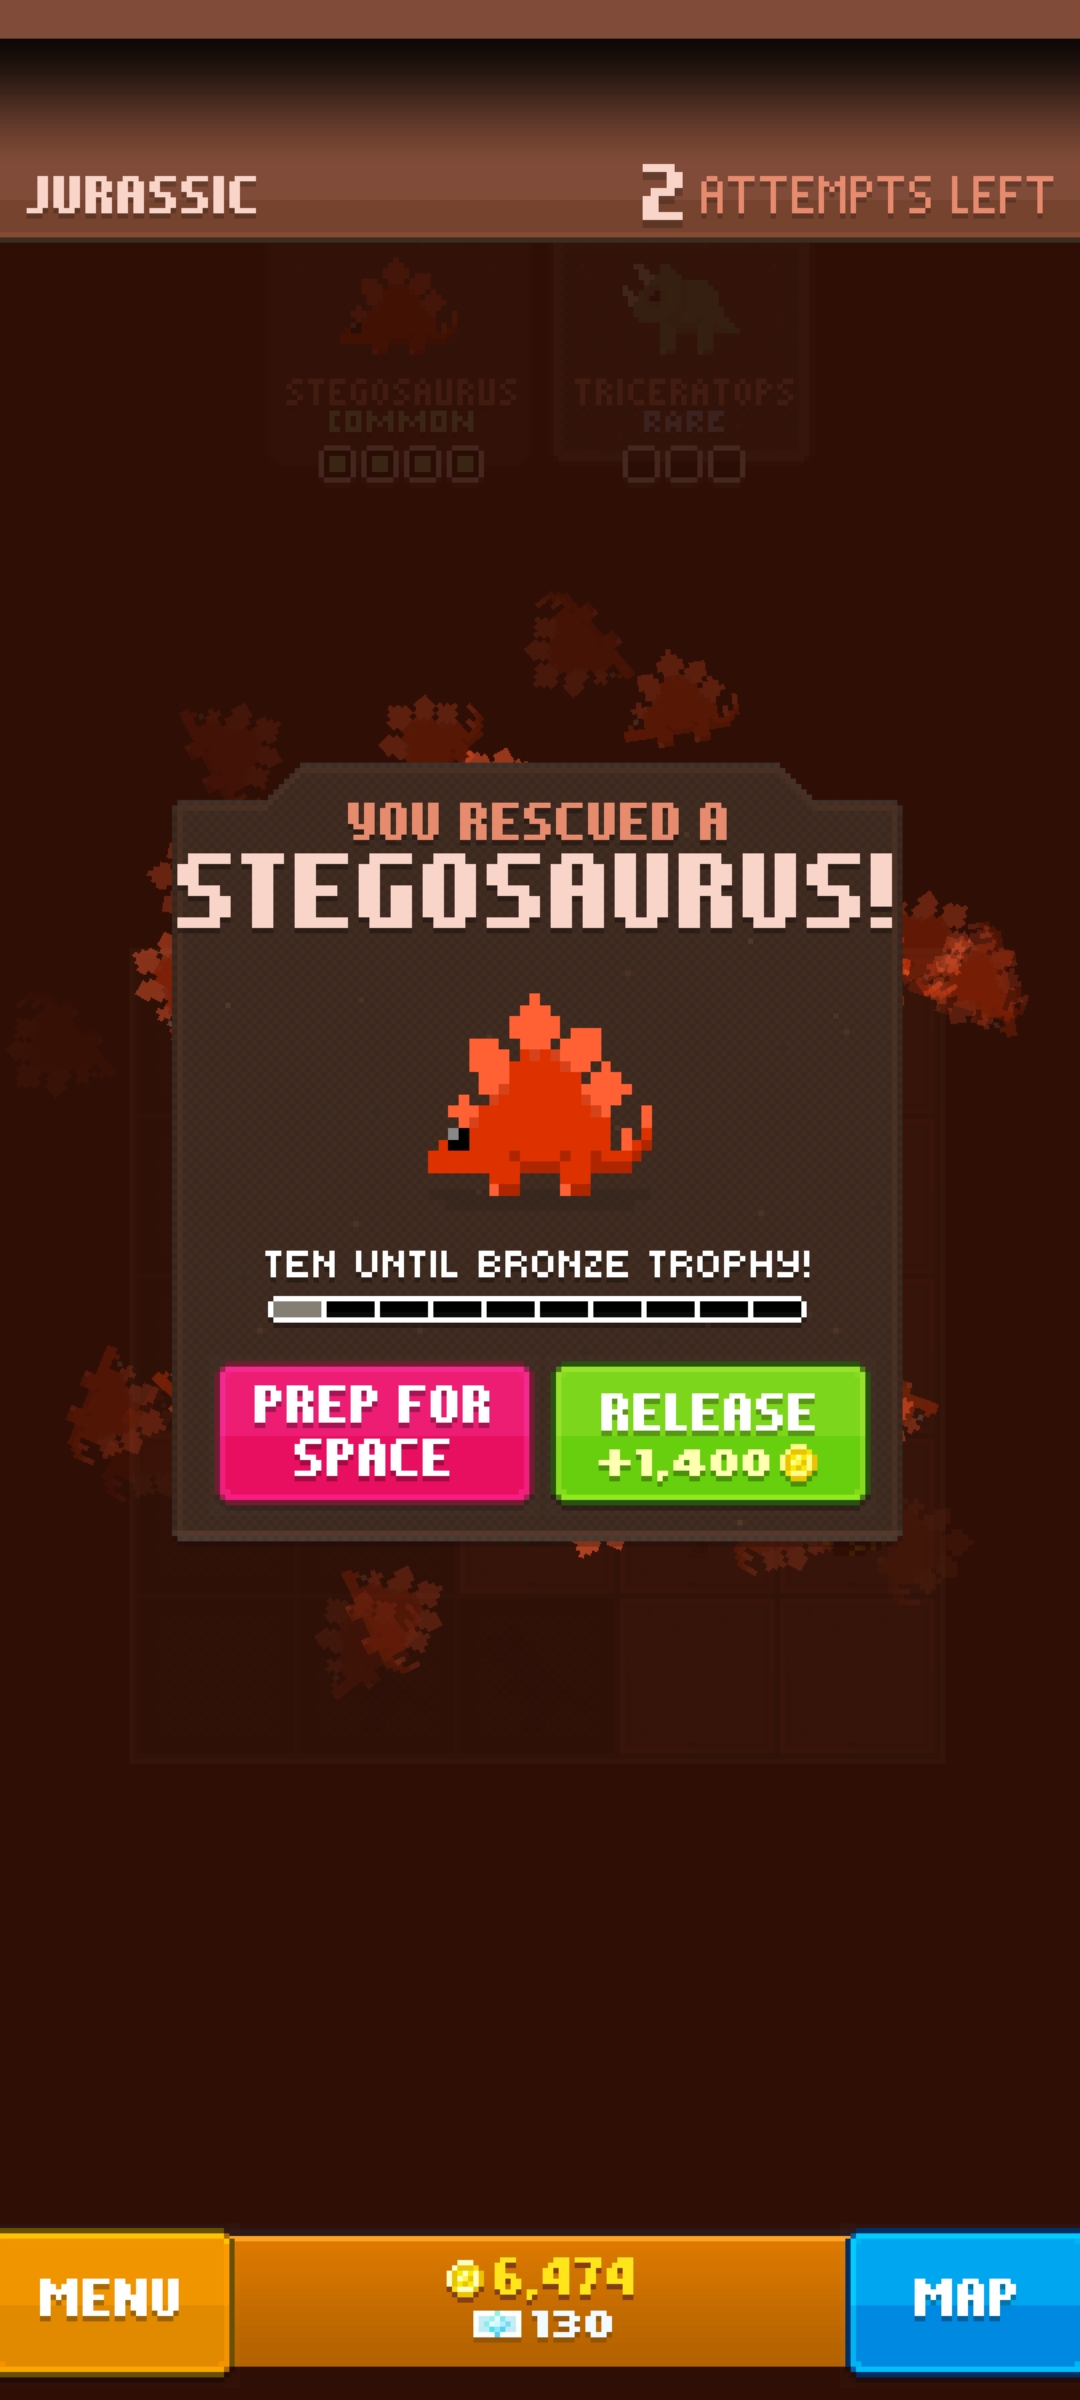 JURASSIC
2 ATTEMPTS LEFT
STEGOSAURUS
COMMON
TRICERATOPS
RARE
YOU RESCUED A
STEGOSAURUS!
TEN UNTIL BRONZE TROPHY!
PREP FOR
SPACE
RELEASE
+1,400
MENU
6,474
130
MAP